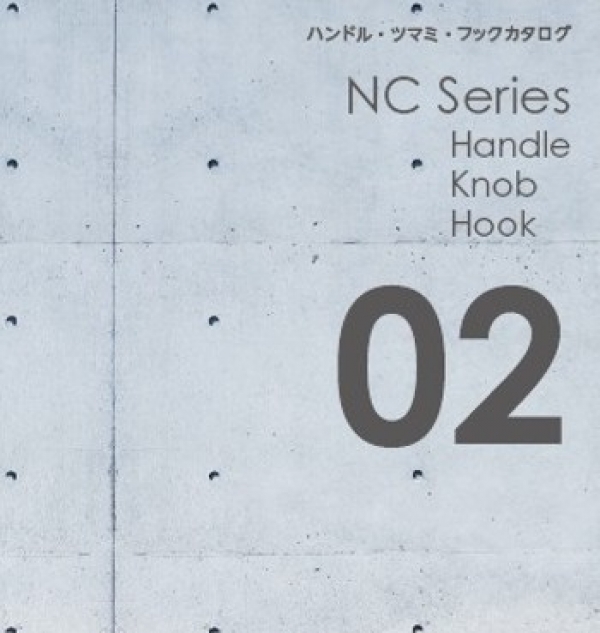 ハンドル・ツマミ・フックカタログ
NC Series
Handle
Knob
Hook
02